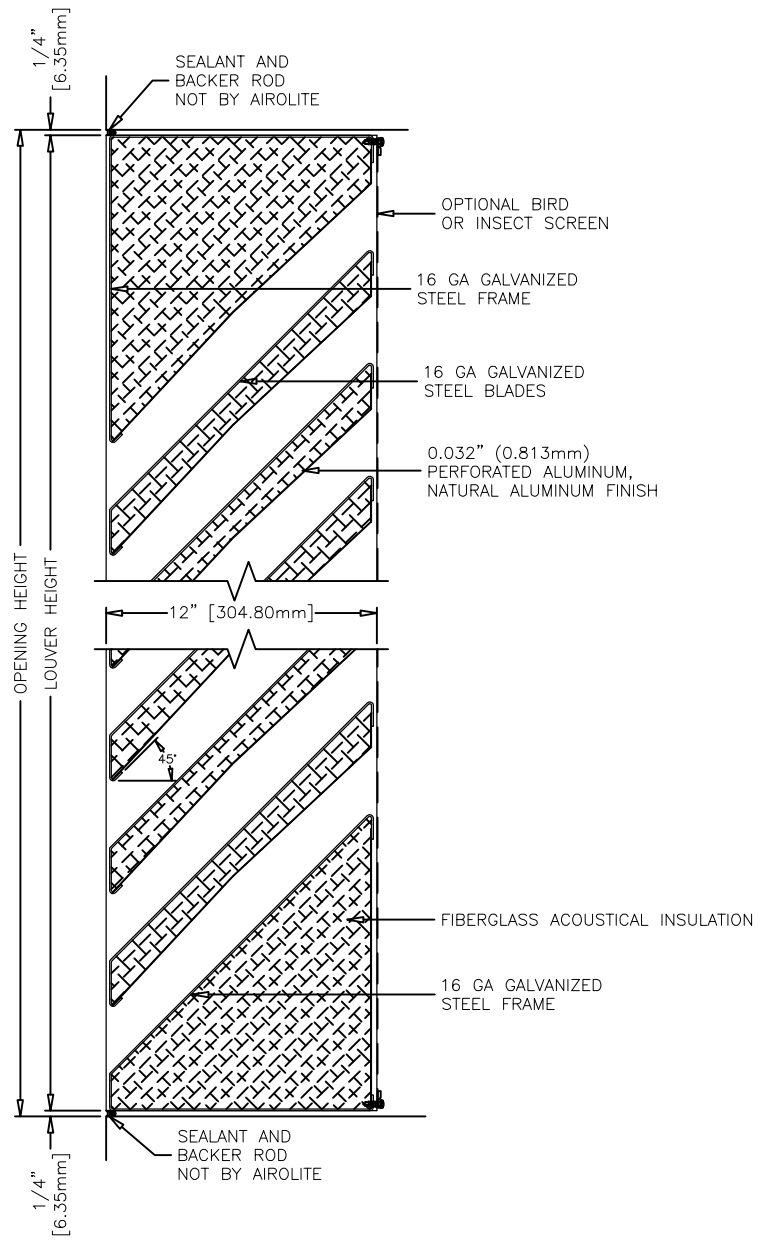 1/4"
[6.35mm]
SEALANT AND
BACKER ROD
NOT BY AIROLITE
OPTIONAL BIRD
OR INSECT SCREEN
16 GA GALVANIZED
STEEL FRAME
16 GA GALVANIZED
STEEL BLADES
0.032" (0.813mm)
PERFORATED ALUMINUM,
NATURAL ALUMINUM FINISH
OPENING HEIGHT
LOUVER HEIGHT
12" [304.80mm]
45°
FIBERGLASS ACOUSTICAL INSULATION
16 GA GALVANIZED
STEEL FRAME
SEALANT AND
BACKER ROD
NOT BY AIROLITE
1/4"
[6.35mm]